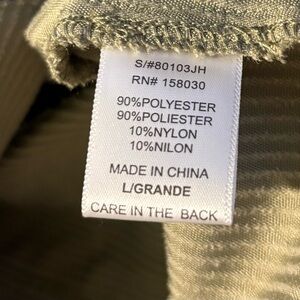 S/#80103JH
RN# 158030
90%POLYESTER
90%POLIESTER
10%NYLON
10%NILON
MADE IN CHINA
L/GRANDE
CARE IN THE BACK